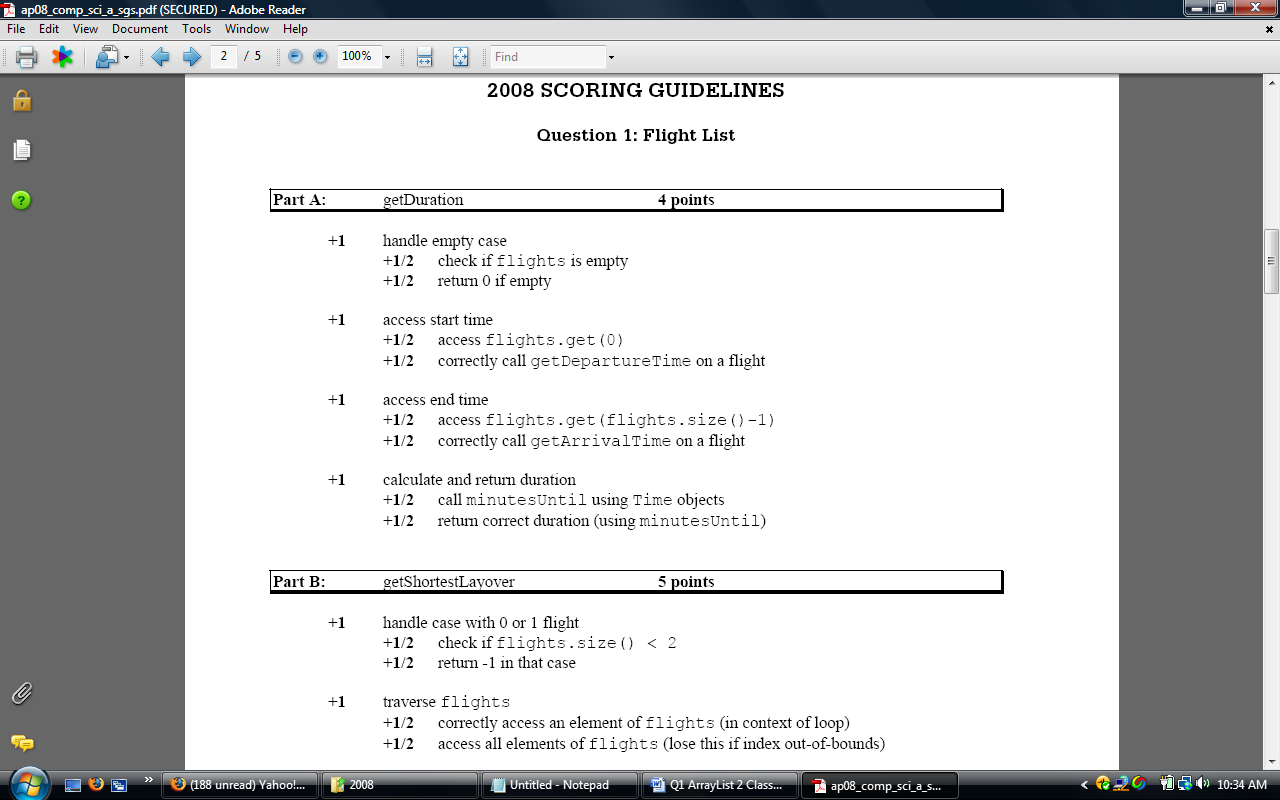 ap08_comp_sci_a_sgs.pdf (SECURED) - Adobe Reader
File Edit View Document Tools Window Help
2 / 5 100% Find
2008 SCORING GUIDELINES
Question 1: Flight List
Part A: getDuration 4 points
+1 handle empty case
+1/2 check if flights is empty
+1/2 return 0 if empty
+1 access start time
+1/2 access flights.get(0)
+1/2 correctly call getDepartureTime on a flight
+1 access end time
+1/2 access flights.get(flights.size()-1)
+1/2 correctly call getArrivalTime on a flight
+1 calculate and return duration
+1/2 call minutesUntil using Time objects
+1/2 return correct duration (using minutesUntil)
Part B: getShortestLayover 5 points
+1 handle case with 0 or 1 flight
+1/2 check if flights.size() < 2
+1/2 return -1 in that case
+1 traverse flights
+1/2 correctly access an element of flights (in context of loop)
+1/2 access all elements of flights (lose this if index out-of-bounds)
(188 unread) Yahoo!... 2008 Untitled - Notepad Q1 ArrayList 2 Class... ap08_comp_sci_a_s... 10:34 AM